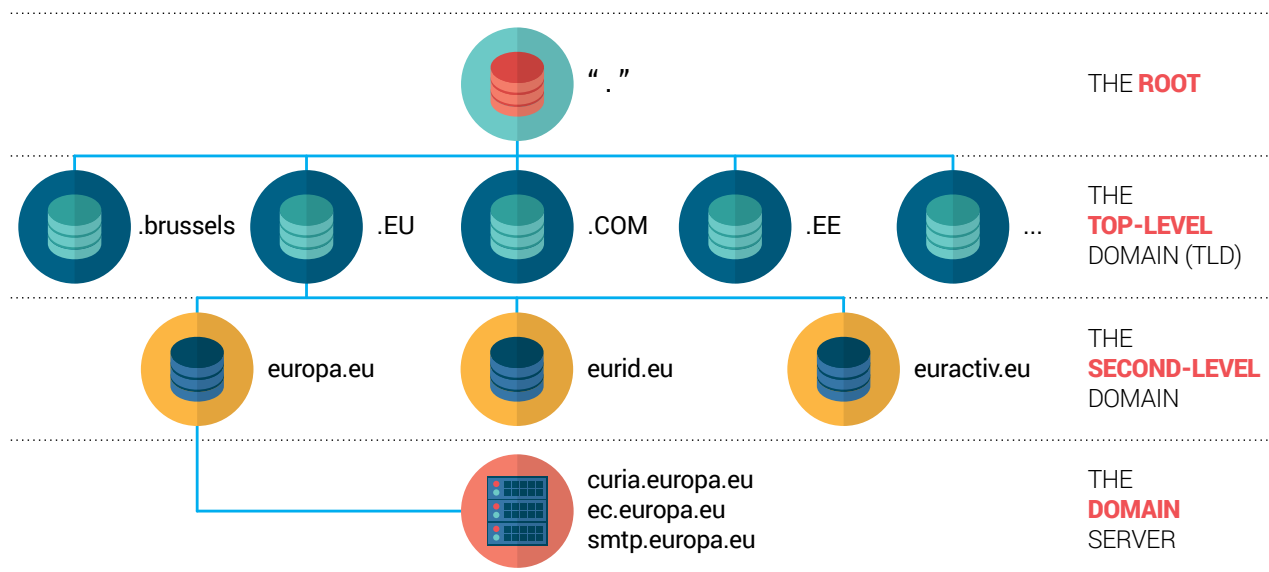 “ . ”
THE ROOT
.brussels
.EU
.COM
.EE
...
THE
TOP-LEVEL
DOMAIN (TLD)
europa.eu
eurid.eu
euractiv.eu
THE
SECOND-LEVEL
DOMAIN
curia.europa.eu
ec.europa.eu
smtp.europa.eu
THE
DOMAIN
SERVER